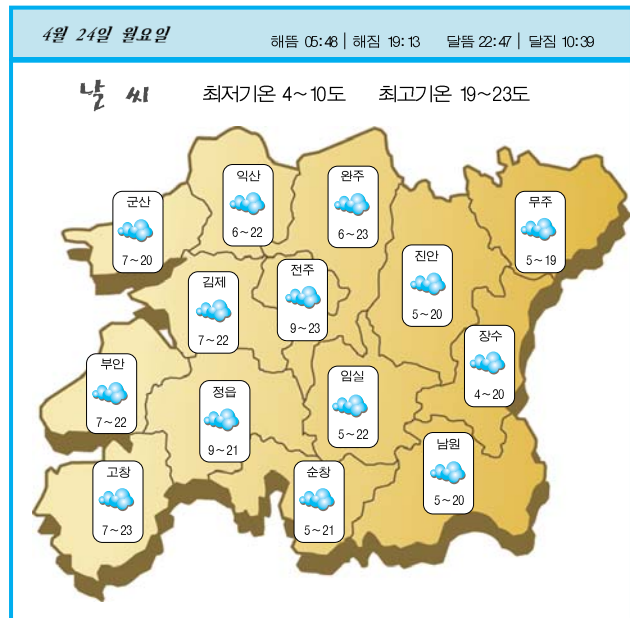 4월 24일 월요일
해뜸 05:48 | 해짐 19:13 달뜸 22:47 | 달짐 10:39
날씨 최저기온 4~10도 최고기온 19~23도
익산
6~22
완주
6~23
군산
7~20
무주
5~19
진안
5~20
전주
9~23
김제
7~22
장수
4~20
부안
7~22
임실
5~22
정읍
9~21
남원
5~20
고창
7~23
순창
5~21